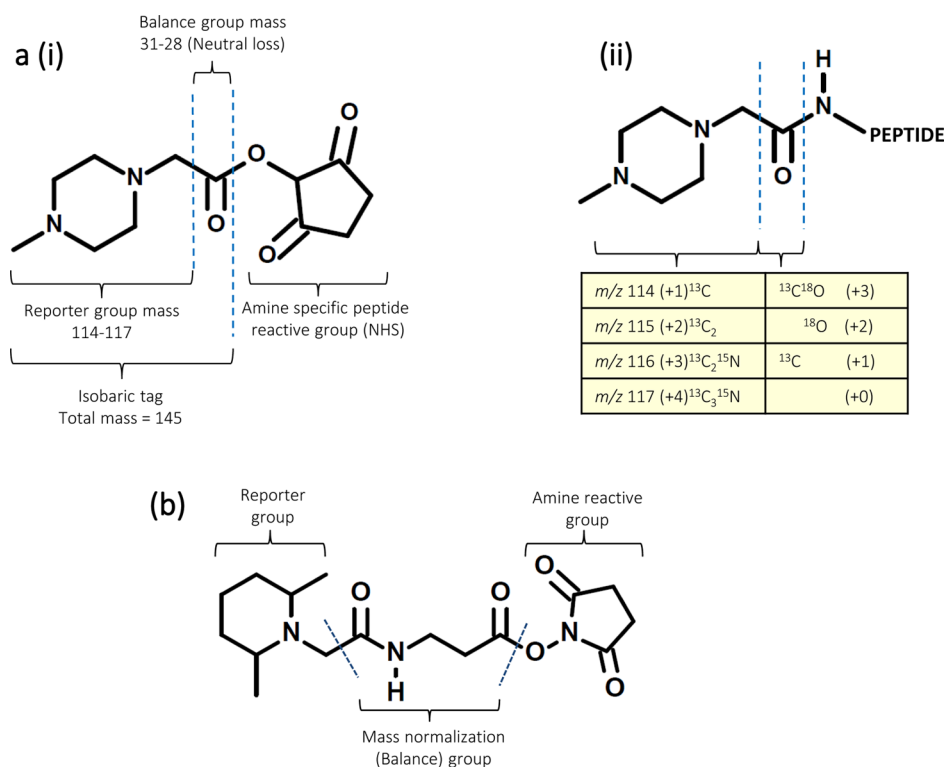 Balance group mass
31-28 (Neutral loss)
a (i)
O
N
N
O
O
O
Reporter group mass
114-117
Amine specific peptide
reactive group (NHS)
Isobaric tag
Total mass = 145
(ii)
H
N
N
PEPTIDE
N
O
m/z 114 (+1)¹³C ¹³C¹⁸O (+3)
m/z 115 (+2)¹³C₂ ¹⁸O (+2)
m/z 116 (+3)¹³C₂¹⁵N ¹³C (+1)
m/z 117 (+4)¹³C₃¹⁵N (+0)
(b)
Reporter
group
Amine reactive
group
O
O
O
N
N
H
O
N
O
Mass normalization
(Balance) group